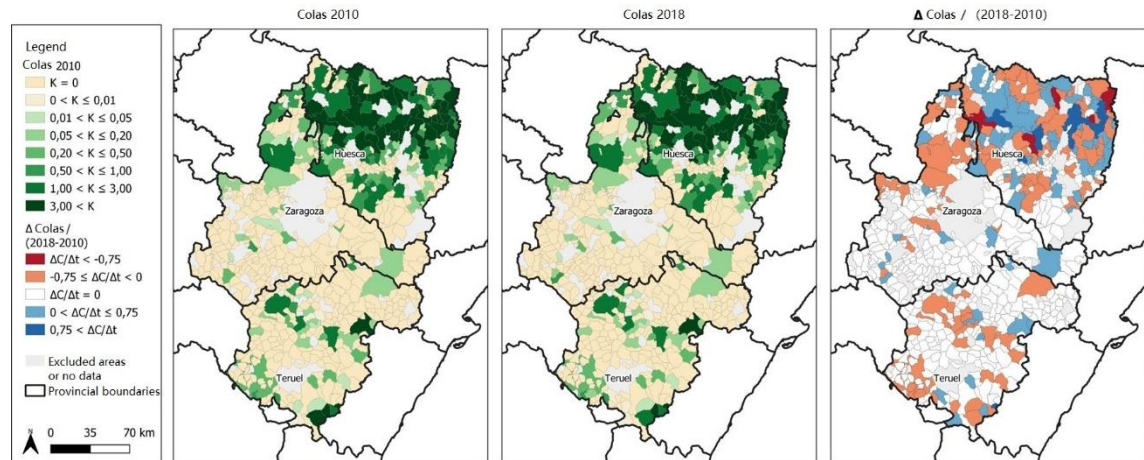 Colas 2010
Colas 2018
Δ Colas / (2018-2010)
Legend
Colas 2010
K = 0
0 < K ≤ 0,01
0,01 < K ≤ 0,05
0,05 < K ≤ 0,20
0,20 < K ≤ 0,50
0,50 < K ≤ 1,00
1,00 < K ≤ 3,00
3,00 < K
Δ Colas /
(2018-2010)
ΔC/Δt < -0,75
-0,75 ≤ ΔC/Δt < 0
ΔC/Δt = 0
0 < ΔC/Δt ≤ 0,75
0,75 < ΔC/Δt
Excluded areas
or no data
Provincial boundaries
N
0 35 70 km
Huesca
Zaragoza
Teruel
Huesca
Zaragoza
Teruel
Huesca
Zaragoza
Teruel